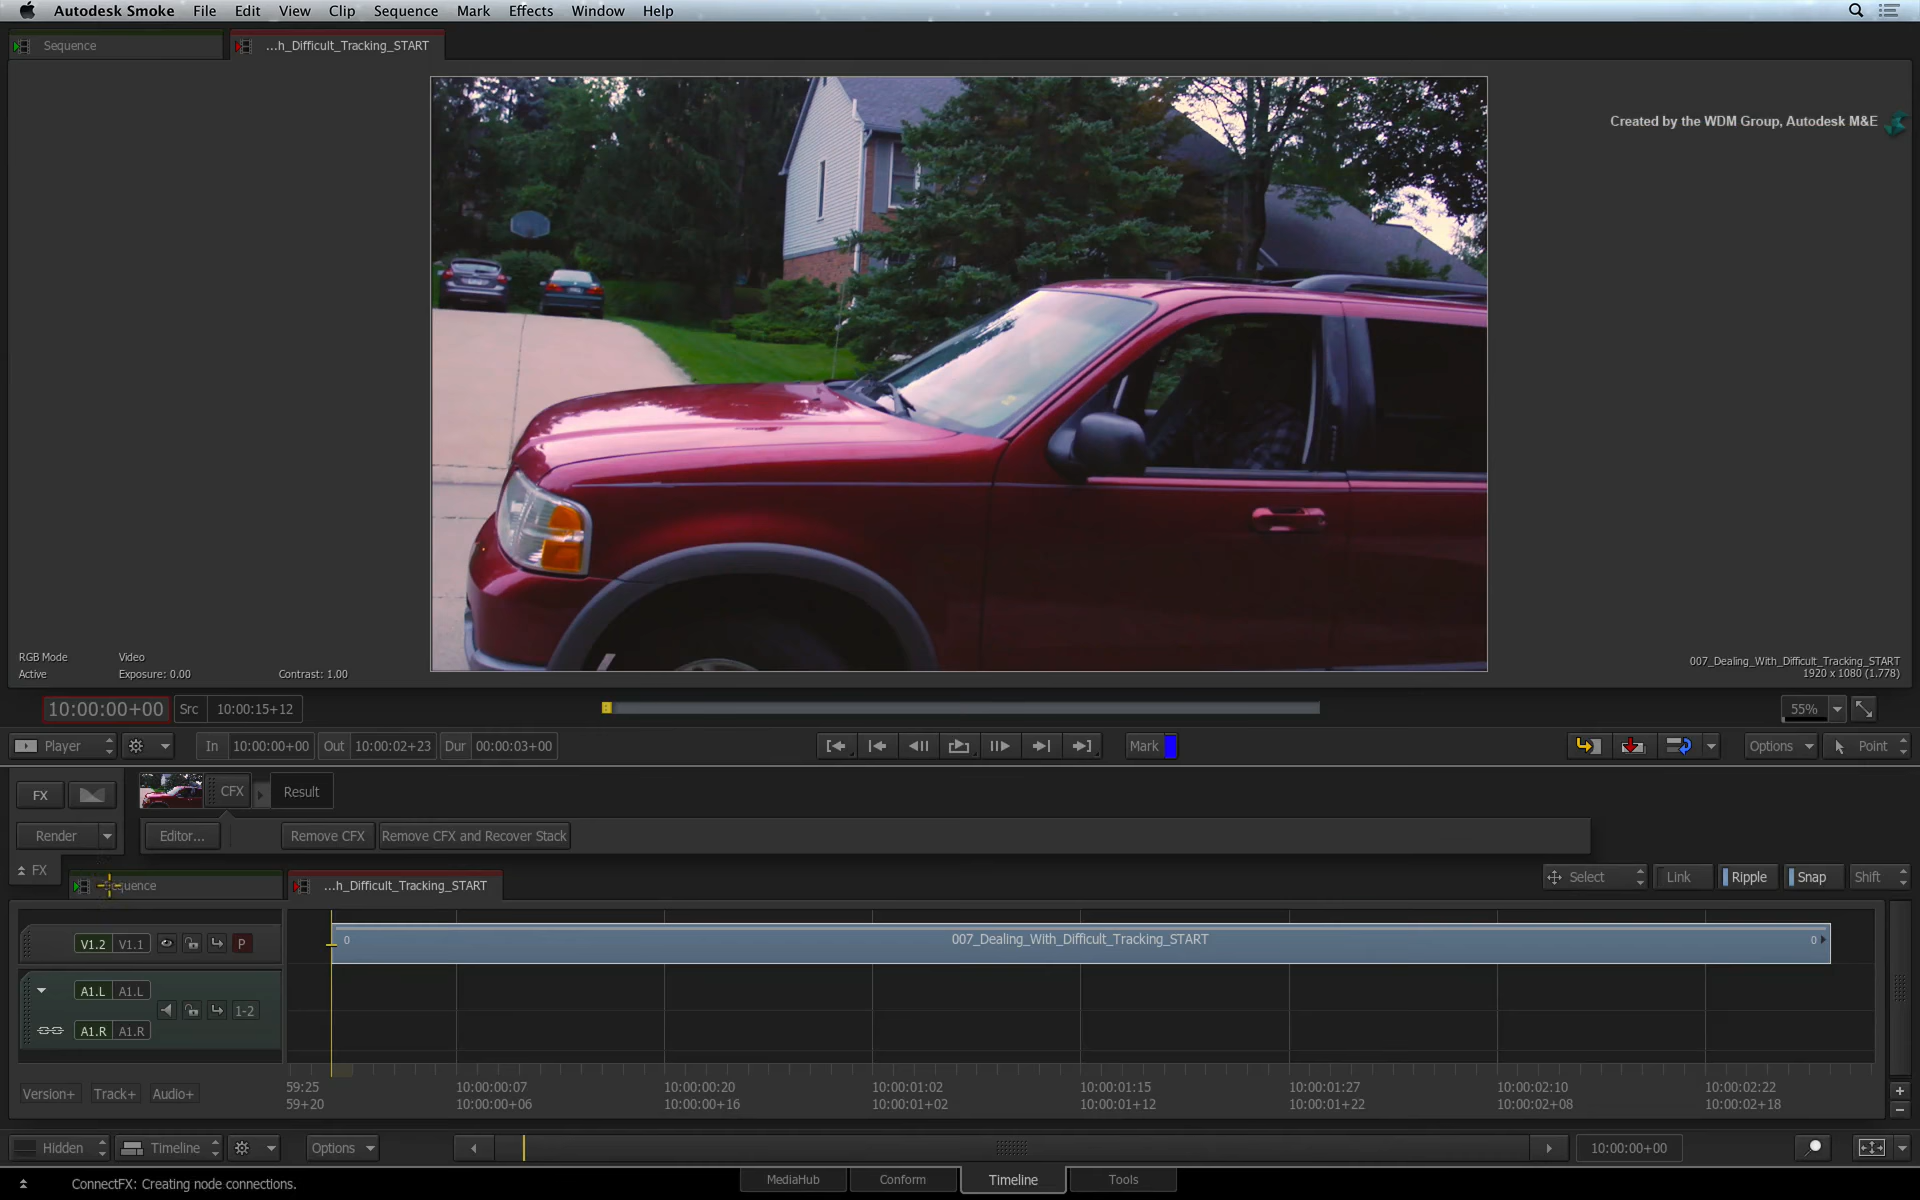 Autodesk Smoke File Edit View Clip Sequence Mark Effects Window Help
Sequence
...h_Difficult_Tracking_START
Created by the WDM Group, Autodesk M&E
RGB Mode Video
Active Exposure: 0.00 Contrast: 1.00
007_Dealing_With_Difficult_Tracking_START
1920 x 1080 (1.778)
10:00:00+00 Src 10:00:15+12 55%
Player In 10:00:00+00 Out 10:00:02+23 Dur 00:00:03+00 Mark Options Point
FX CFX Result
Render Editor... Remove CFX Remove CFX and Recover Stack
FX
Select Link Ripple Snap Shift
...h_Difficult_Tracking_START
V1.2 V1.1 P 0 007_Dealing_With_Difficult_Tracking_START 0
A1.L A1.L
1-2
A1.R A1.R
Version+ Track+ Audio+
59:25 10:00:00:07 10:00:00:20 10:00:01:02 10:00:01:15 10:00:01:27 10:00:02:10 10:00:02:22
59+20 10:00:00+06 10:00:00+16 10:00:01+02 10:00:01+12 10:00:01+22 10:00:02+08 10:00:02+18
Hidden Timeline Options 10:00:00+00
MediaHub Conform Timeline Tools
ConnectFX: Creating node connections.